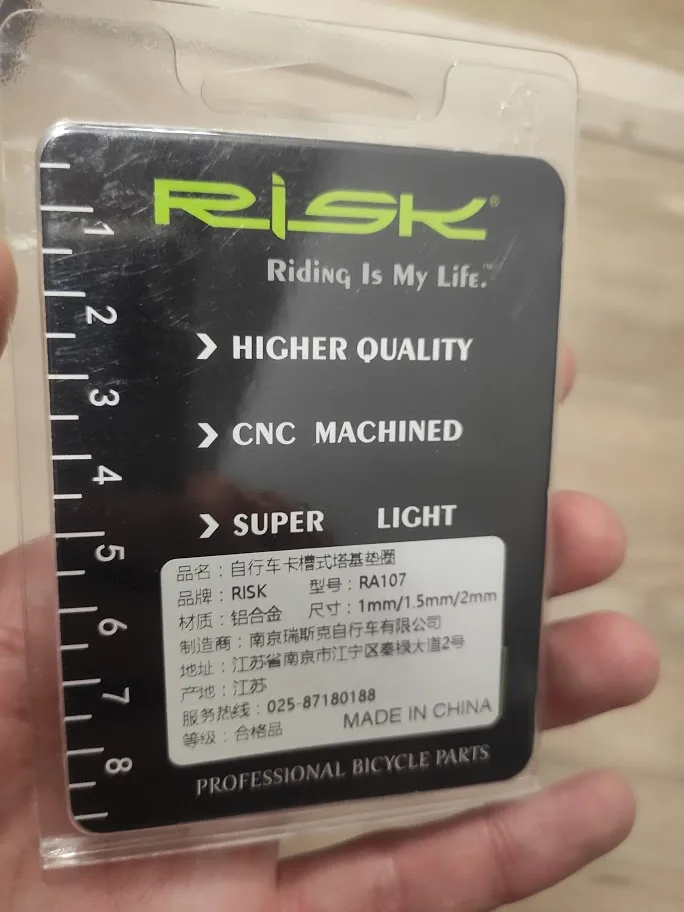 RISK®
Riding Is My Life.™
HIGHER QUALITY
CNC MACHINED
SUPER LIGHT
品名：自行车卡槽式塔基垫圈
品牌：RISK 型号：RA107
材质：铝合金 尺寸：1mm/1.5mm/2mm
制造商：南京瑞斯克自行车有限公司
地址：江苏省南京市江宁区秦禄大道2号
产地：江苏
服务热线：025-87180188
等级：合格品 MADE IN CHINA
PROFESSIONAL BICYCLE PARTS
1
2
3
4
5
6
7
8